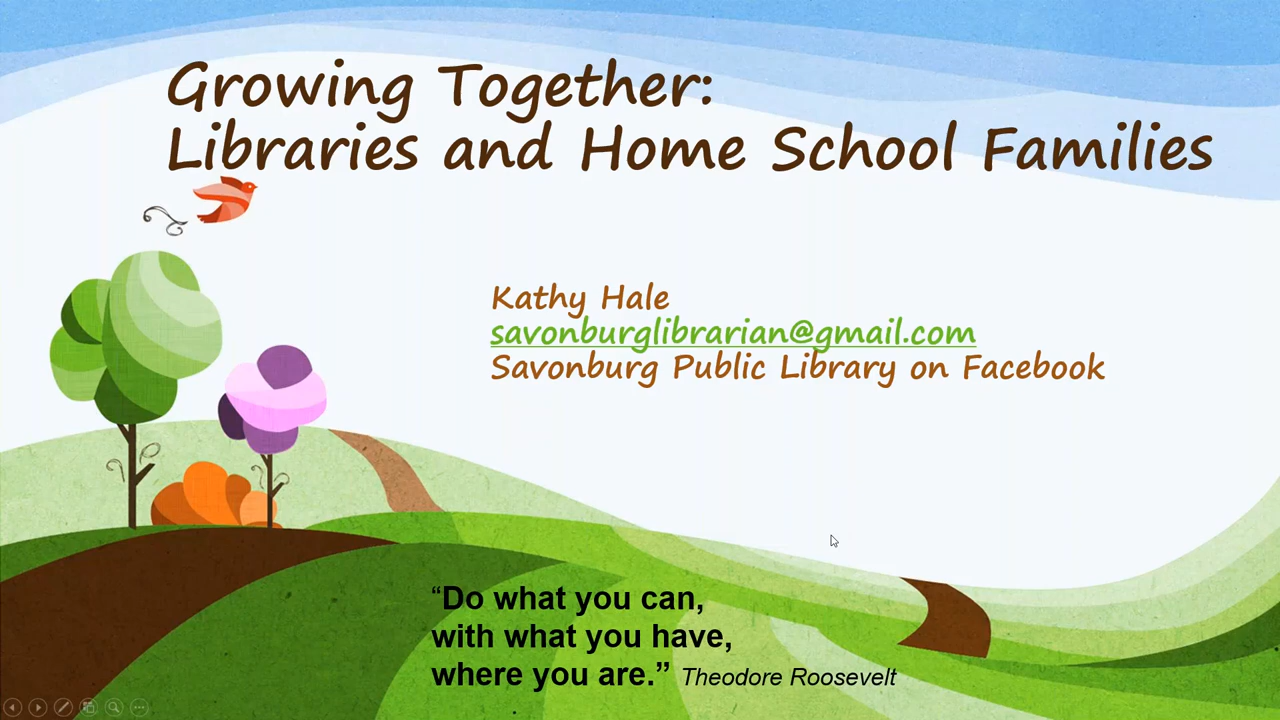 Growing Together:
Libraries and Home School Families
Kathy Hale
savonburglibrarian@gmail.com
Savonburg Public Library on Facebook
“Do what you can,
with what you have,
where you are.” Theodore Roosevelt